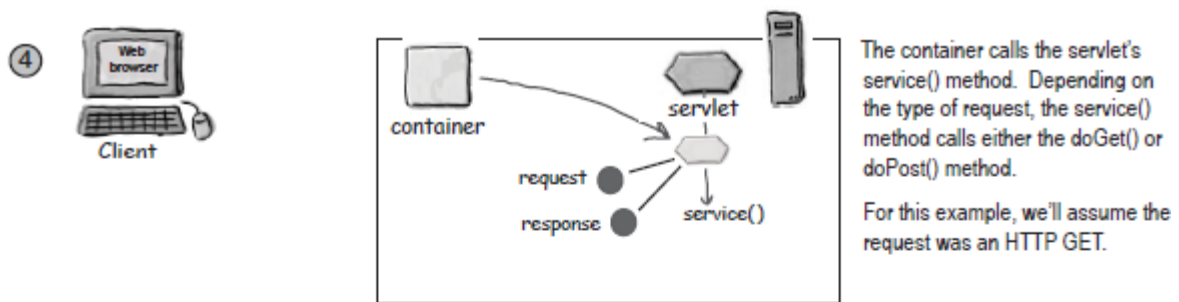 4
Web
browser
Client
container
servlet
request
response
service()
The container calls the servlet's
service() method.  Depending on
the type of request, the service()
method calls either the doGet() or
doPost() method.
For this example, we'll assume the
request was an HTTP GET.